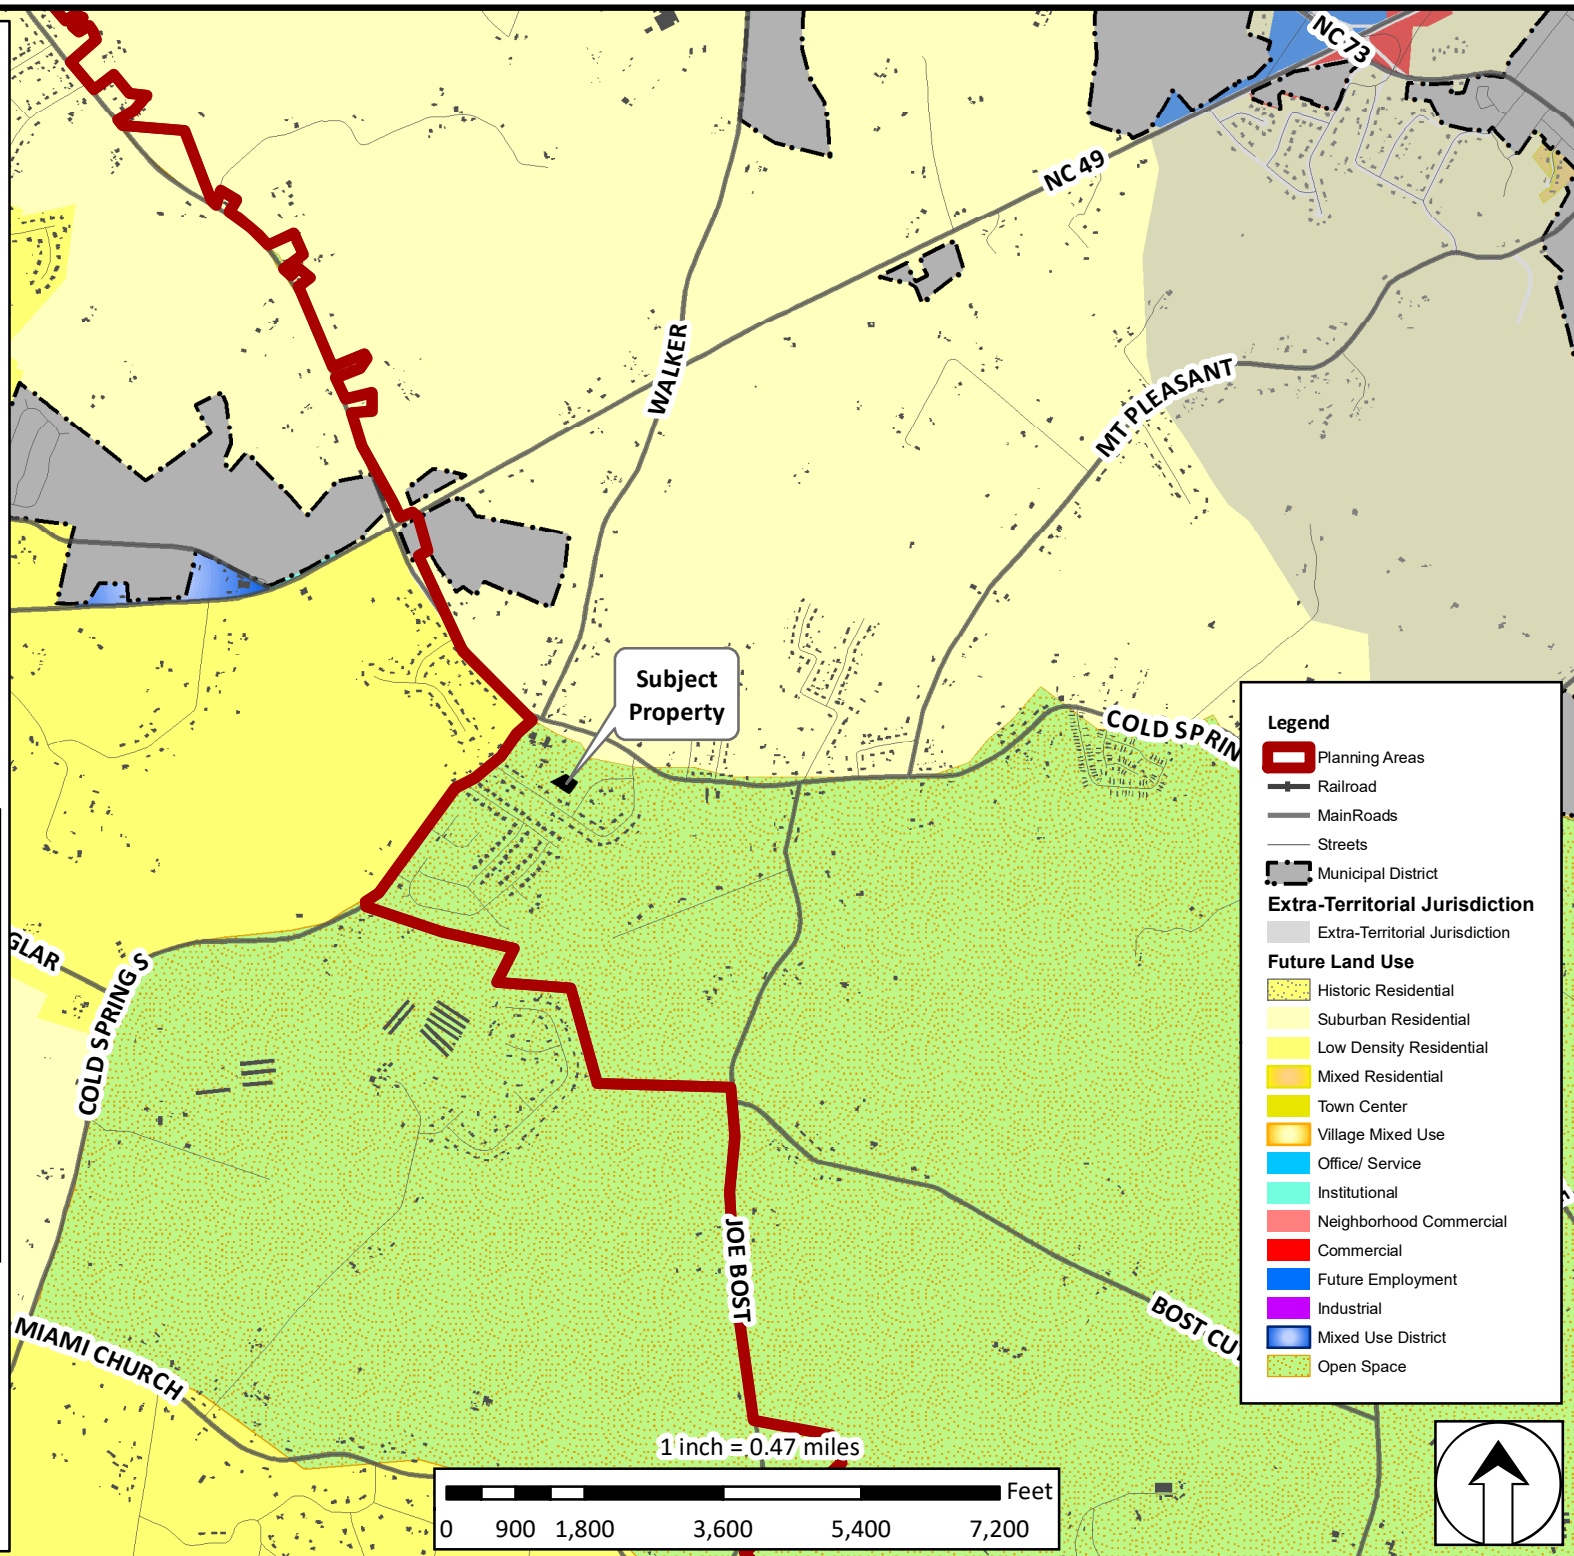 NC 73
NC 49
WALKER
MT PLEASANT
Subject
Property
COLD SPRIN
GLAR
COLD SPRINGS
JOE BOST
BOST CU
MIAMI CHURCH
Legend
Planning Areas
Railroad
MainRoads
Streets
Municipal District
Extra-Territorial Jurisdiction
Extra-Territorial Jurisdiction
Future Land Use
Historic Residential
Suburban Residential
Low Density Residential
Mixed Residential
Town Center
Village Mixed Use
Office/ Service
Institutional
Neighborhood Commercial
Commercial
Future Employment
Industrial
Mixed Use District
Open Space
1 inch = 0.47 miles
Feet
0 900 1,800 3,600 5,400 7,200